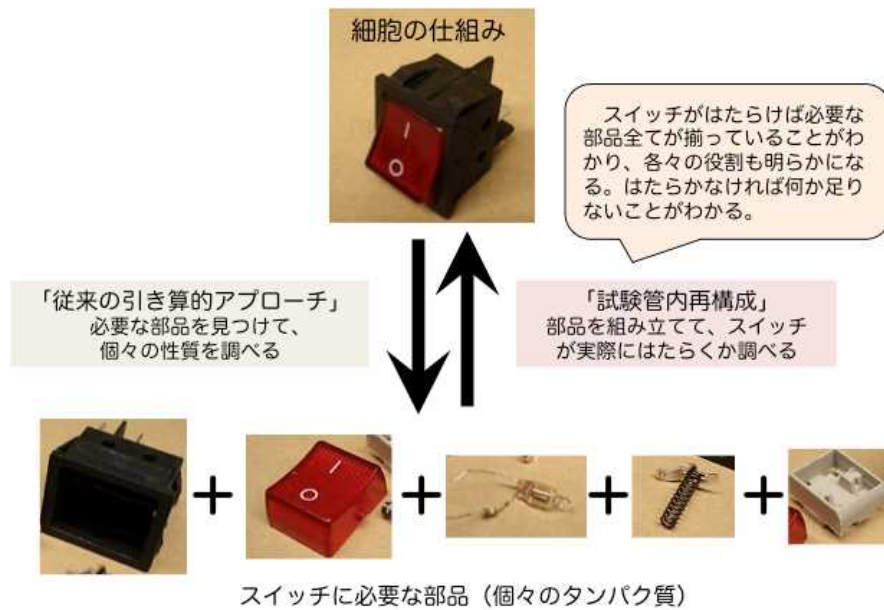 細胞の仕組み
スイッチがはたらけば必要な
部品全てが揃っていることがわ
かり、各々の役割も明らかにな
る。はたらかなければ何か足り
ないことがわかる。
「従来の引き算的アプローチ」
必要な部品を見つけて、
個々の性質を調べる
「試験管内再構成」
部品を組み立てて、スイッチ
が実際にはたらくか調べる
スイッチに必要な部品（個々のタンパク質）